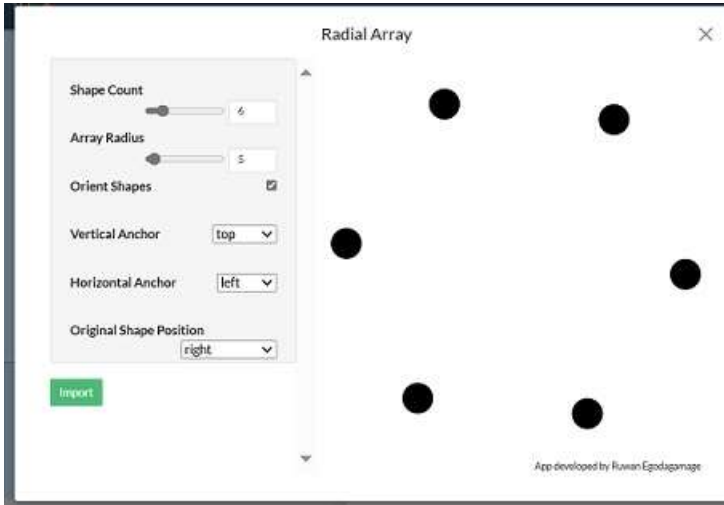 Radial Array
Shape Count
6
Array Radius
5
Orient Shapes
Vertical Anchor top
Horizontal Anchor left
Original Shape Position
right
Import
App developed by Ruwan Egodagamage